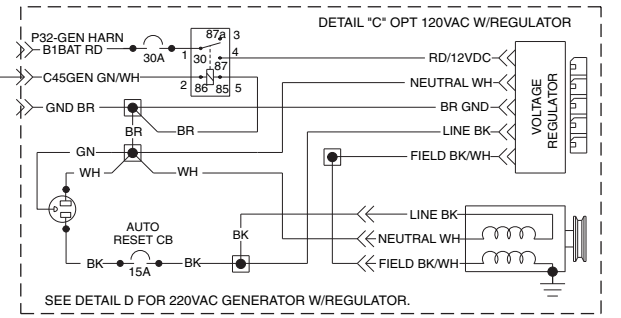 DETAIL "C" OPT 120VAC W/REGULATOR
P32-GEN HARN
B1BAT RD
30A
1
30
87a
3
4
87
2
86
85
5
C45GEN GN/WH
GND BR
RD/12VDC
NEUTRAL WH
BR GND
LINE BK
FIELD BK/WH
VOLTAGE
REGULATOR
BR
BR
GN
WH
WH
AUTO
RESET CB
15A
BK
BK
BK
LINE BK
NEUTRAL WH
FIELD BK/WH
SEE DETAIL D FOR 220VAC GENERATOR W/REGULATOR.